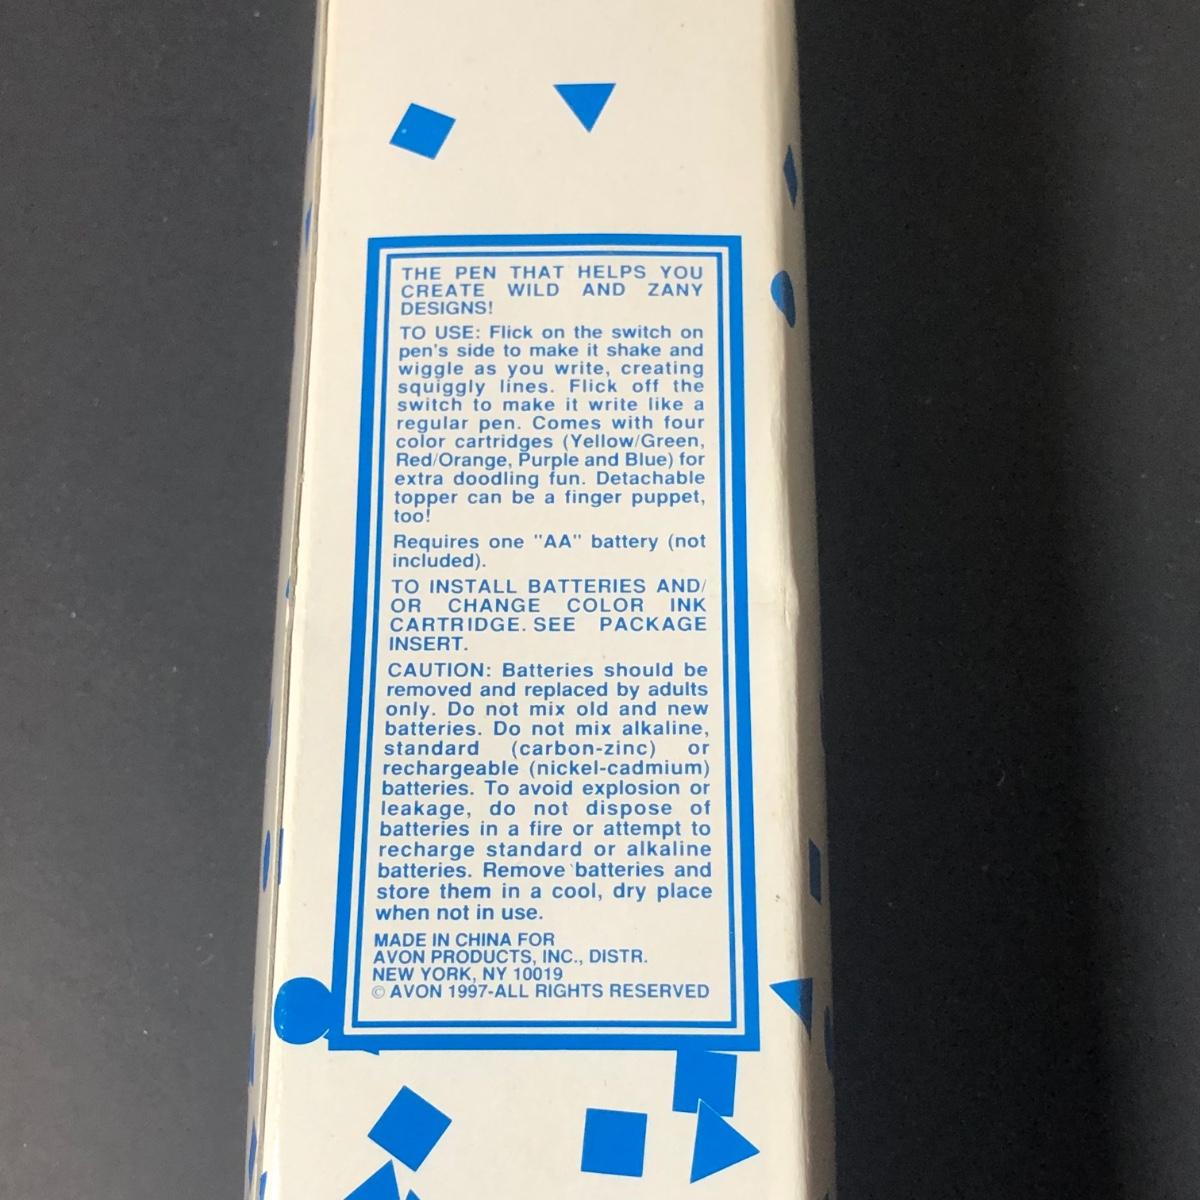 THE PEN THAT HELPS YOU
CREATE WILD AND ZANY
DESIGNS!
TO USE: Flick on the switch on
pen's side to make it shake and
wiggle as you write, creating
squiggly lines. Flick off the
switch to make it write like a
regular pen. Comes with four
color cartridges (Yellow/Green,
Red/Orange, Purple and Blue) for
extra doodling fun. Detachable
topper can be a finger puppet,
too!
Requires one "AA" battery (not
included).
TO INSTALL BATTERIES AND/
OR CHANGE COLOR INK
CARTRIDGE. SEE PACKAGE
INSERT.
CAUTION: Batteries should be
removed and replaced by adults
only. Do not mix old and new
batteries. Do not mix alkaline,
standard (carbon-zinc) or
rechargeable (nickel-cadmium)
batteries. To avoid explosion or
leakage, do not dispose of
batteries in a fire or attempt to
recharge standard or alkaline
batteries. Remove batteries and
store them in a cool, dry place
when not in use.
MADE IN CHINA FOR
AVON PRODUCTS, INC., DISTR.
NEW YORK, NY 10019
© AVON 1997-ALL RIGHTS RESERVED